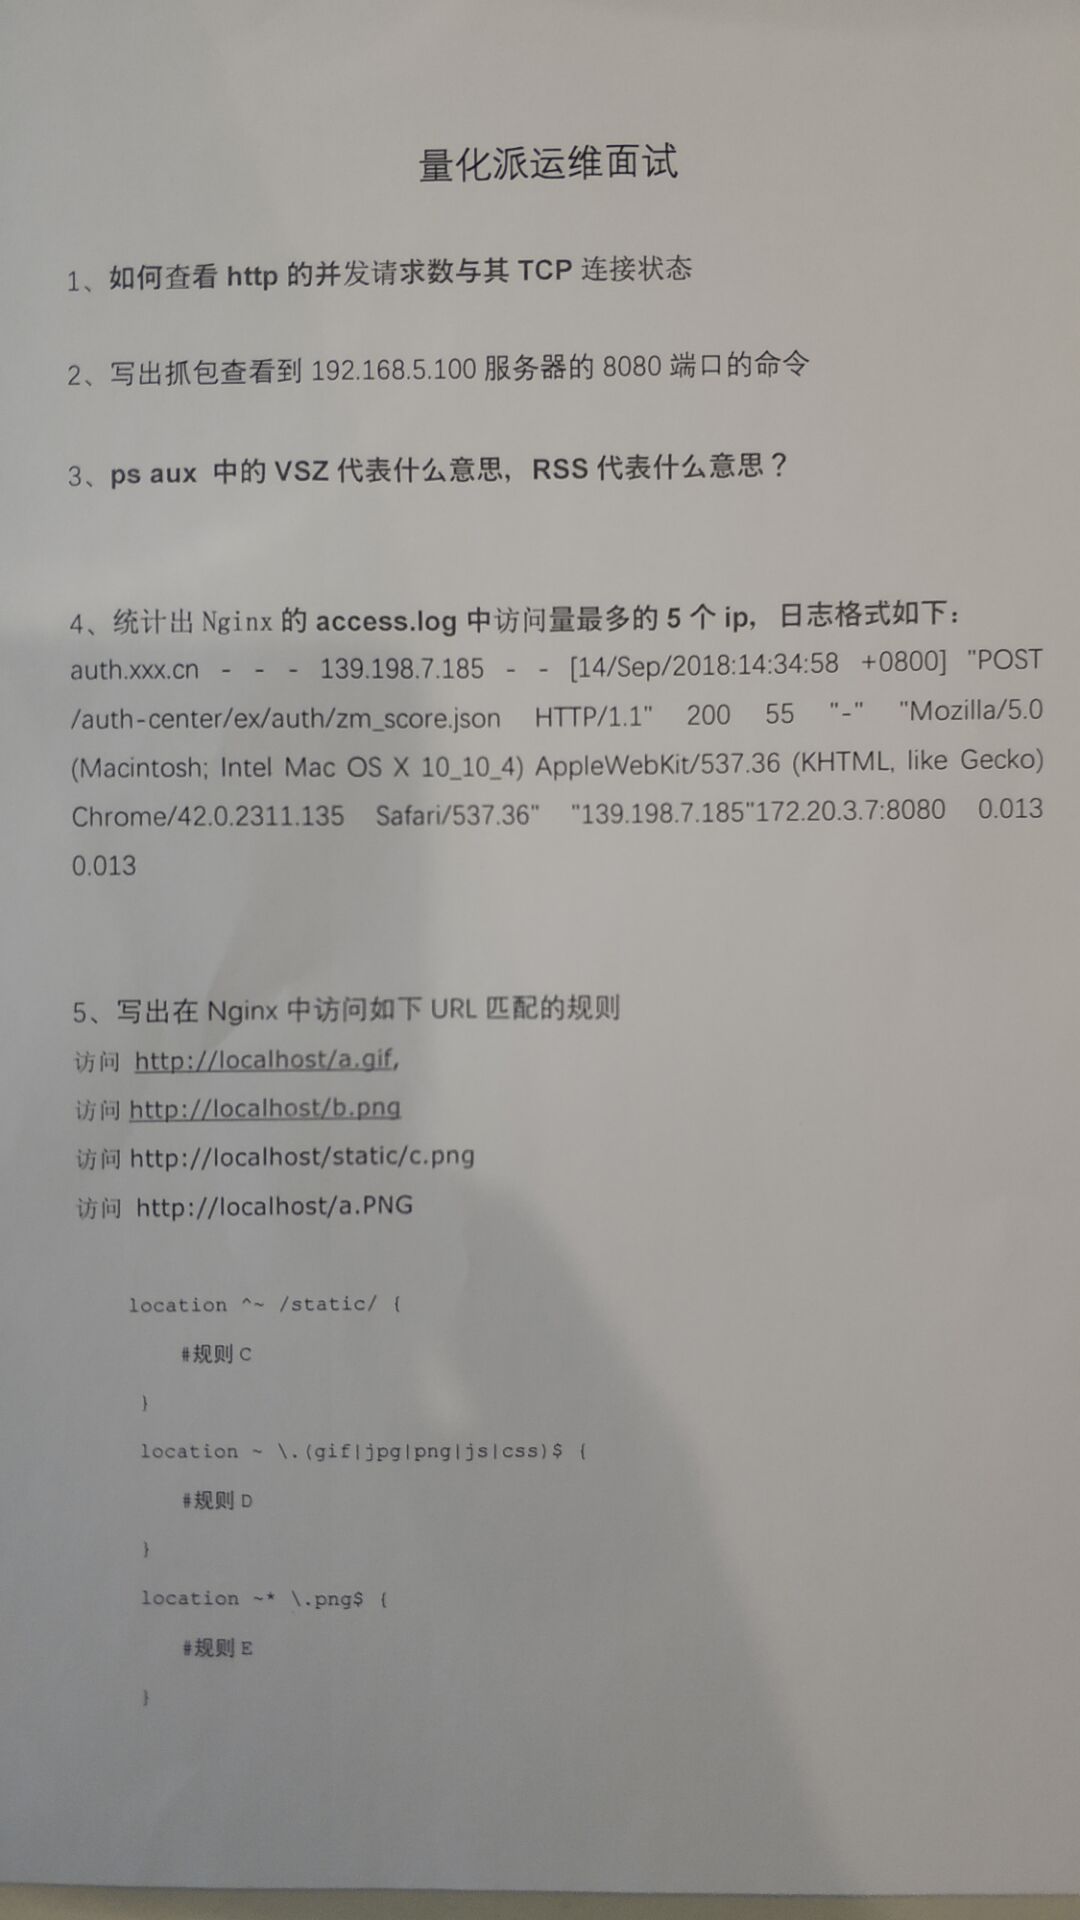 量化派运维面试
1、如何查看 http 的并发请求数与其 TCP 连接状态
2、写出抓包查看到 192.168.5.100 服务器的 8080 端口的命令
3、ps aux 中的 VSZ 代表什么意思，RSS 代表什么意思？
4、统计出 Nginx 的 access.log 中访问量最多的 5 个 ip，日志格式如下：
auth.xxx.cn - - - 139.198.7.185 - - [14/Sep/2018:14:34:58 +0800] "POST
/auth-center/ex/auth/zm_score.json HTTP/1.1" 200 55 "-" "Mozilla/5.0
(Macintosh; Intel Mac OS X 10_10_4) AppleWebKit/537.36 (KHTML, like Gecko)
Chrome/42.0.2311.135 Safari/537.36" "139.198.7.185"172.20.3.7:8080 0.013
0.013
5、写出在 Nginx 中访问如下 URL 匹配的规则
访问 http://localhost/a.gif,
访问 http://localhost/b.png
访问 http://localhost/static/c.png
访问 http://localhost/a.PNG
location ^~ /static/ {
#规则 C
}
location ~ \.(gif|jpg|png|js|css)$ {
#规则 D
}
location ~* \.png$ {
#规则 E
}